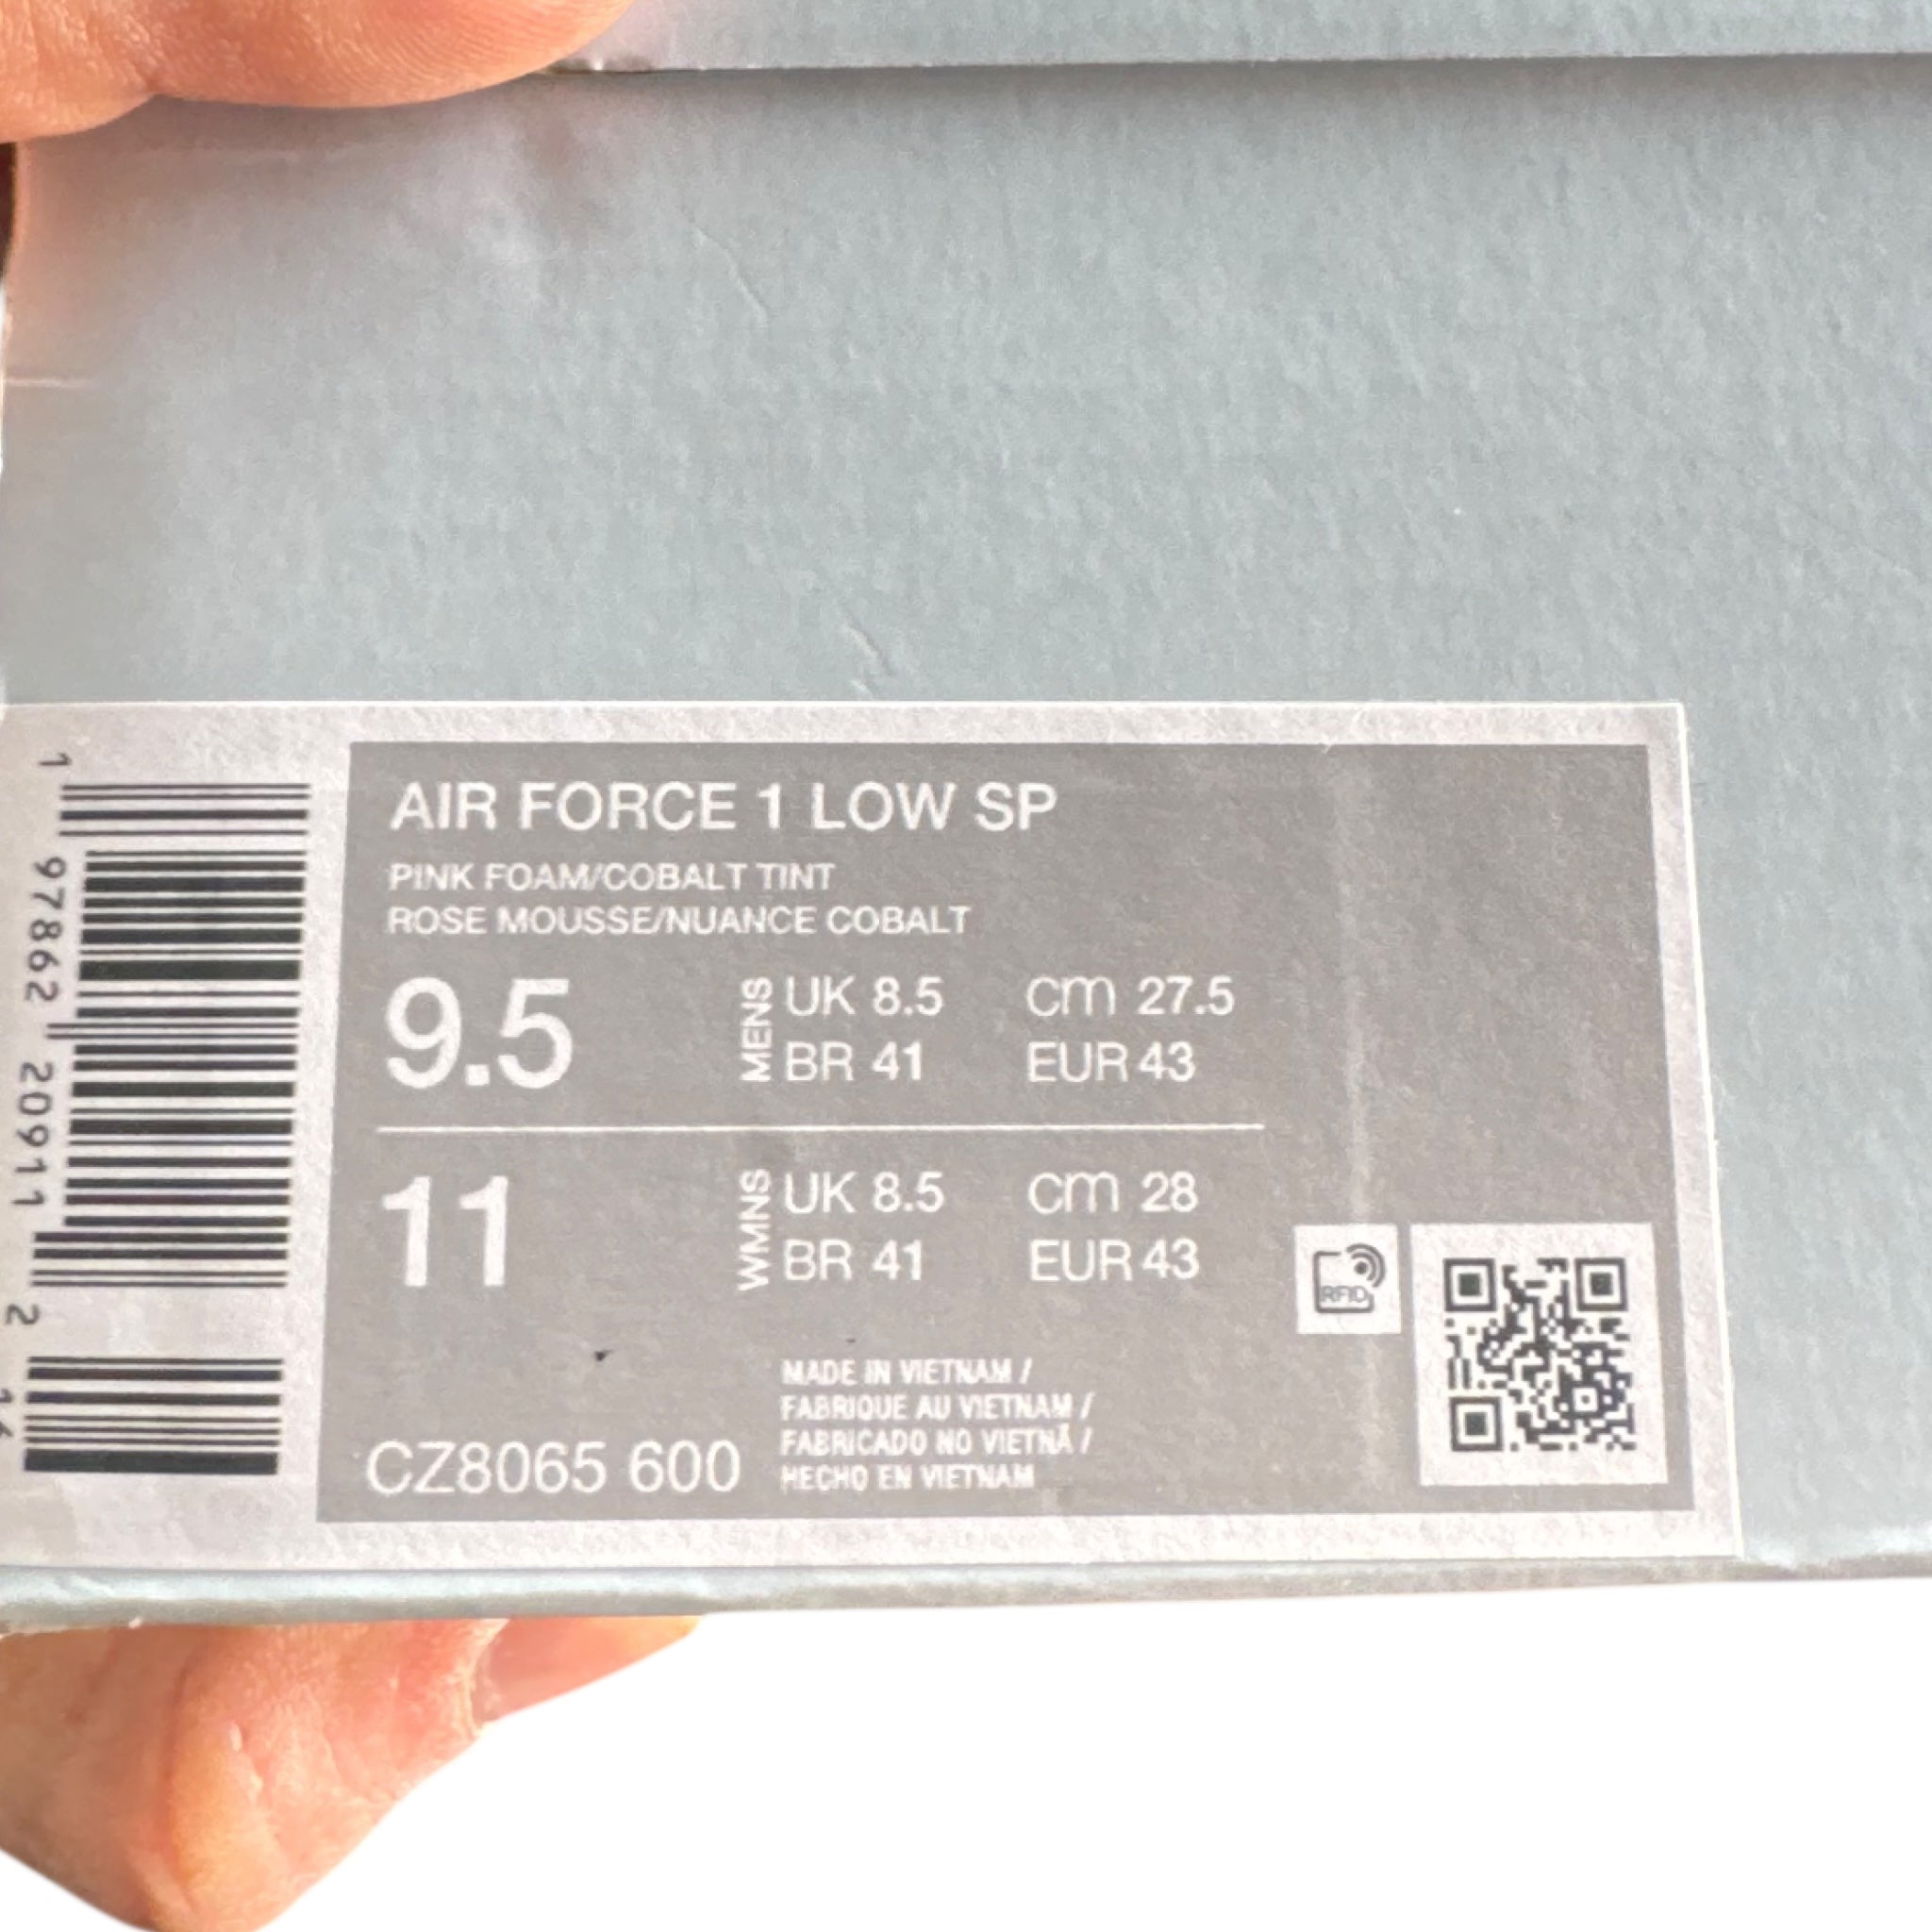 AIR FORCE 1 LOW SP
PINK FOAM/COBALT TINT
ROSE MOUSSE/NUANCE COBALT
9.5
MENS
UK 8.5
CM 27.5
BR 41
EUR 43
11
WMNS
UK 8.5
CM 28
BR 41
EUR 43
RFID
CZ8065 600
MADE IN VIETNAM /
FABRIQUE AU VIETNAM /
FABRICADO NO VIETNÃ /
HECHO EN VIETNAM
1 97862 20911 2